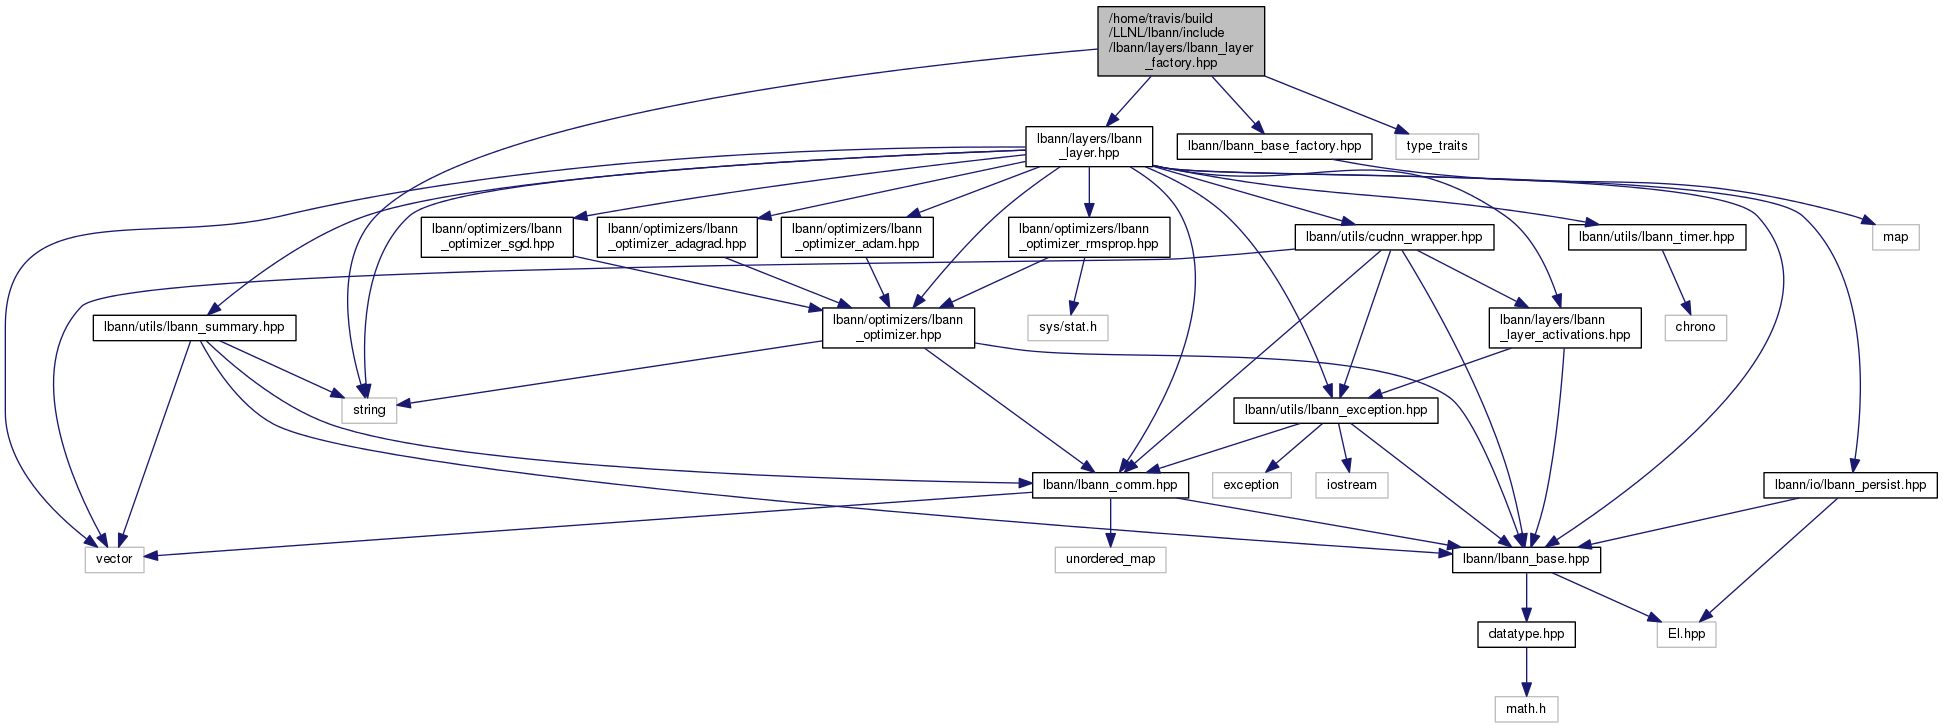 /home/travis/build
/LLNL/lbann/include
/lbann/layers/lbann_layer
_factory.hpp
lbann/layers/lbann
_layer.hpp
lbann/lbann_base_factory.hpp
type_traits
lbann/optimizers/lbann
_optimizer_sgd.hpp
lbann/optimizers/lbann
_optimizer_adagrad.hpp
lbann/optimizers/lbann
_optimizer_adam.hpp
lbann/optimizers/lbann
_optimizer_rmsprop.hpp
lbann/utils/cudnn_wrapper.hpp
lbann/utils/lbann_timer.hpp
map
lbann/utils/lbann_summary.hpp
lbann/optimizers/lbann
_optimizer.hpp
sys/stat.h
lbann/layers/lbann
_layer_activations.hpp
chrono
string
lbann/utils/lbann_exception.hpp
lbann/lbann_comm.hpp
exception
iostream
lbann/io/lbann_persist.hpp
vector
unordered_map
lbann/lbann_base.hpp
datatype.hpp
El.hpp
math.h